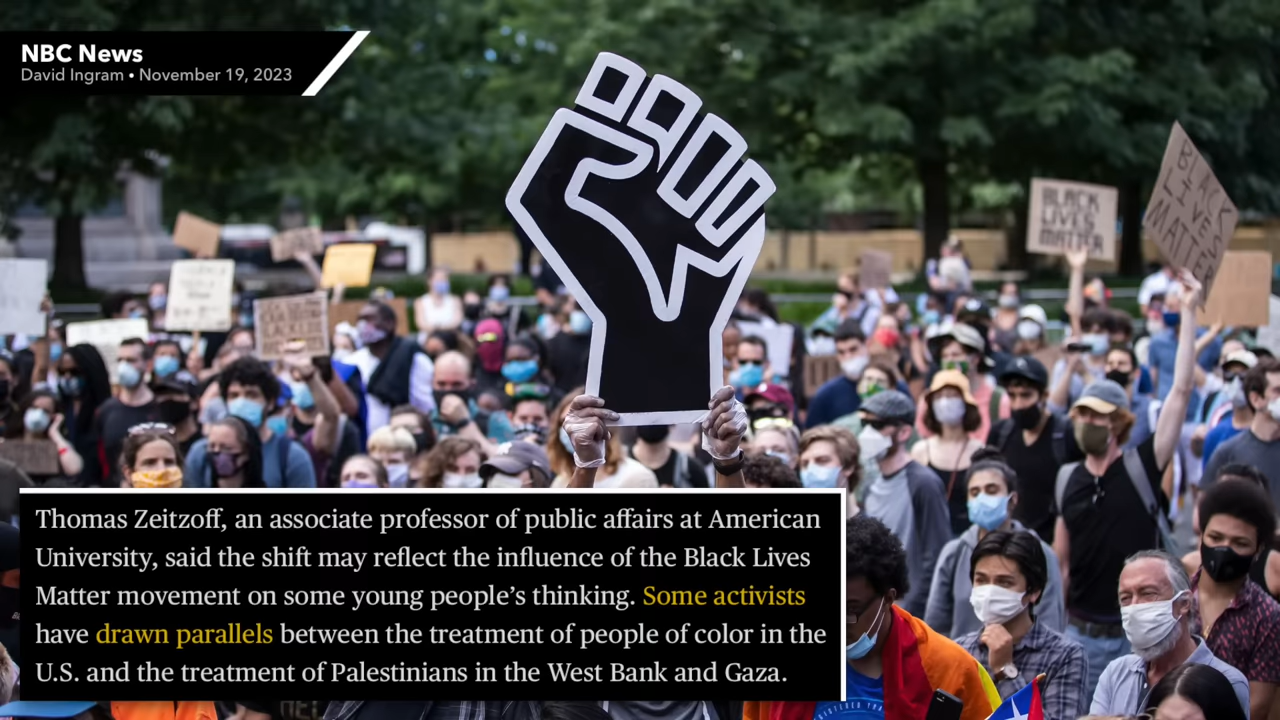 NBC News
David Ingram • November 19, 2023
BLACK
LIVES
MATTER
BLACK
LIVES
MATTER
Thomas Zeitzoff, an associate professor of public affairs at American
University, said the shift may reflect the influence of the Black Lives
Matter movement on some young people's thinking. Some activists
have drawn parallels between the treatment of people of color in the
U.S. and the treatment of Palestinians in the West Bank and Gaza.